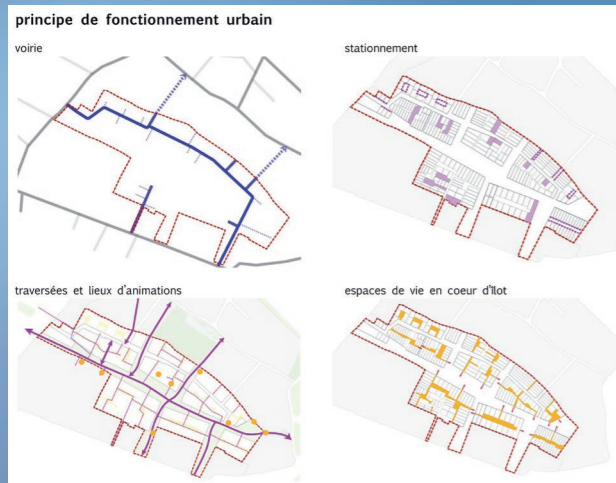 principe de fonctionnement urbain
voirie
stationnement
traversées et lieux d'animations
espaces de vie en coeur d'îlot